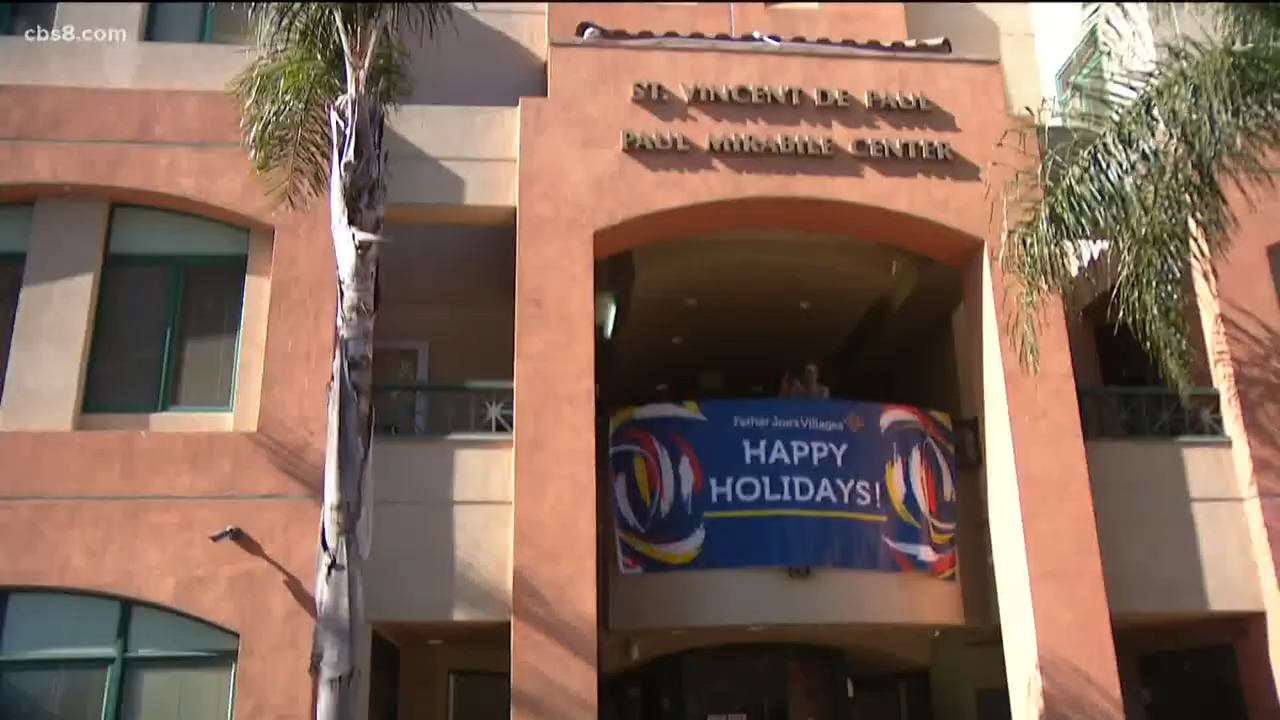 cbs8.com
ST. VINCENT DE PAUL
PAUL MIRABILE CENTER
Father Joe's Villages
HAPPY
HOLIDAYS!